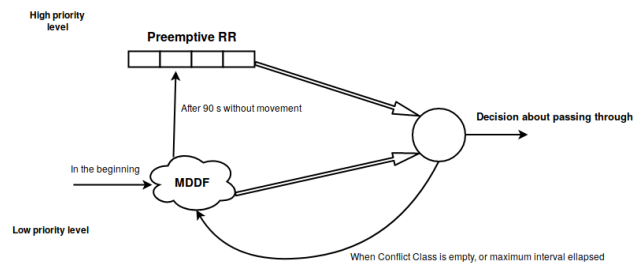 High priority
level
Preemptive RR
After 90 s without movement
Decision about passing through
In the beginning
MDDF
Low priority level
When Conflict Class is empty, or maximum interval ellapsed